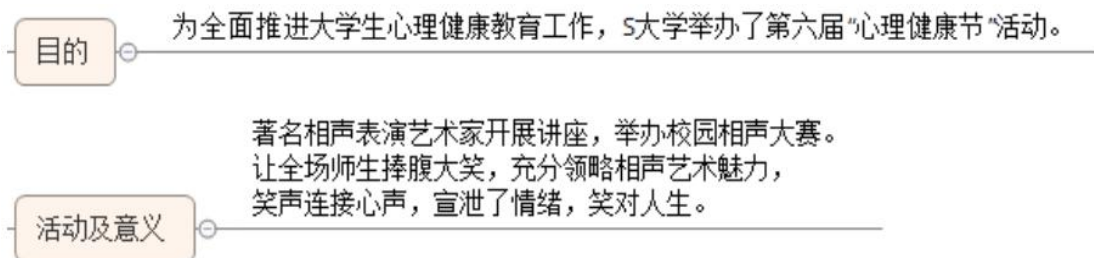 目的
为全面推进大学生心理健康教育工作，S大学举办了第六届“心理健康节”活动。
活动及意义
著名相声表演艺术家开展讲座，举办校园相声大赛。
让全场师生捧腹大笑，充分领略相声艺术魅力，
笑声连接心声，宣泄了情绪，笑对人生。